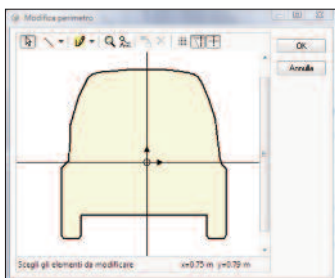 Modifica perimetro
OK
Annulla
Scegli gli elementi da modificare
x=0.75 m y=0.79 m